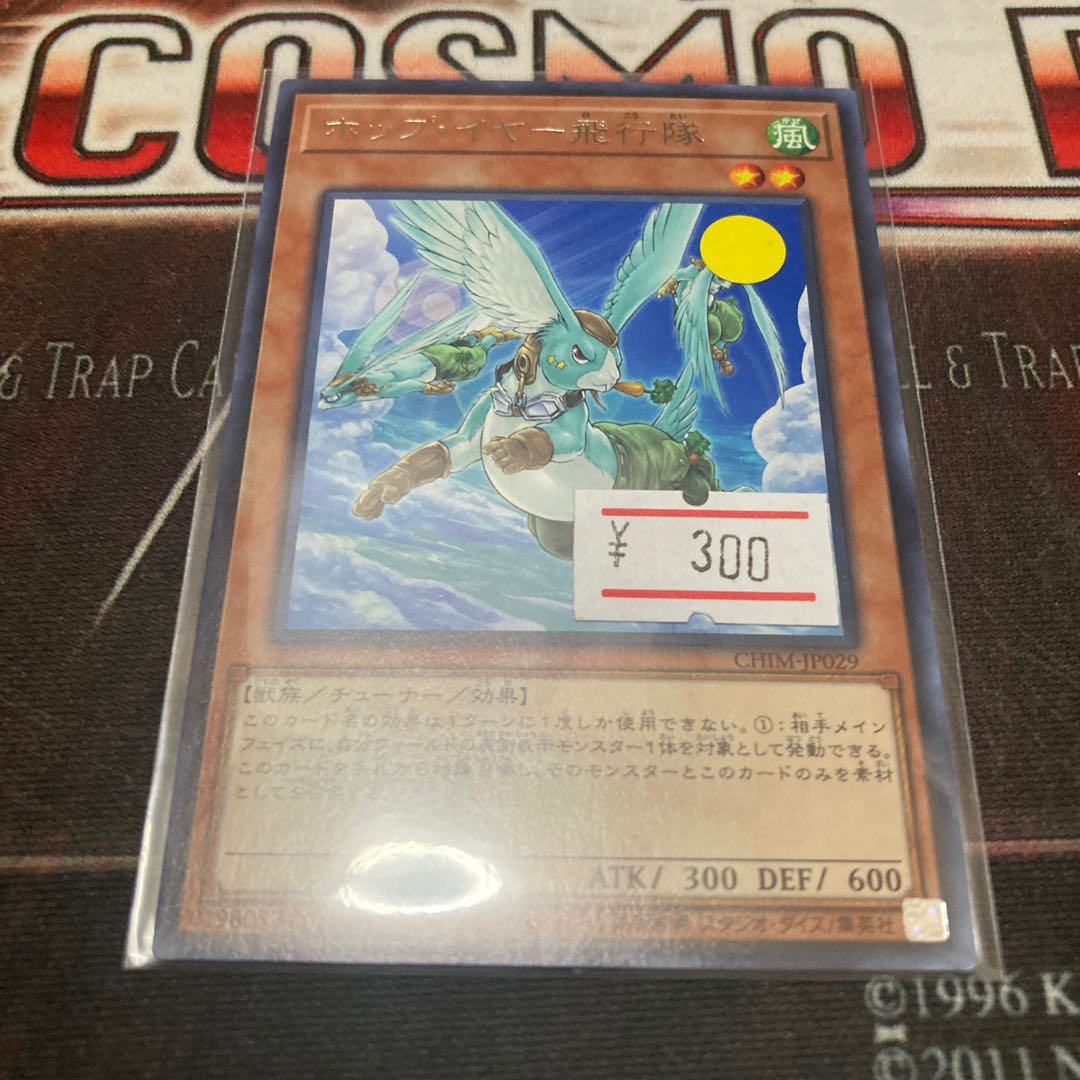 COSMO
ホップ・イヤー飛行隊
風
& TRAP
& TRA
¥ 300
CHIM-JP029
【獣族／チューナー／効果】
このカード名の効果は1ターンに1度しか使用できない。①：相手メイン
フェイズに、自分フィールドの表側表示モンスター1体を対象として発動できる。
このカードを手札から特殊召喚し、そのモンスターとこのカードのみを素材
として
ATK/ 300 DEF/ 600
スタジオ・ダイス/集英社
©1996 K
©2011 N